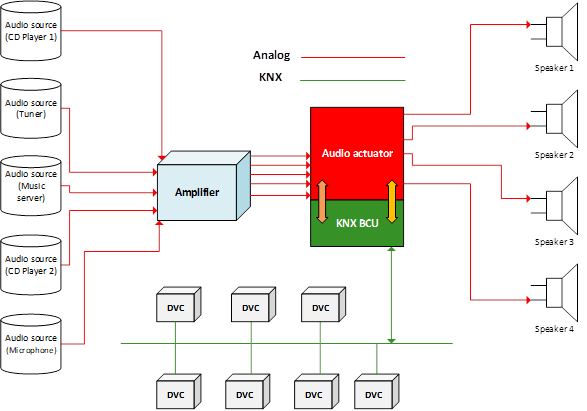 Audio source
(CD Player 1)
Audio source
(Tuner)
Audio source
(Music
server)
Audio source
(CD Player 2)
Audio source
(Microphone)
Analog
KNX
Amplifier
Audio actuator
KNX BCU
Speaker 1
Speaker 2
Speaker 3
Speaker 4
DVC
DVC
DVC
DVC
DVC
DVC
DVC